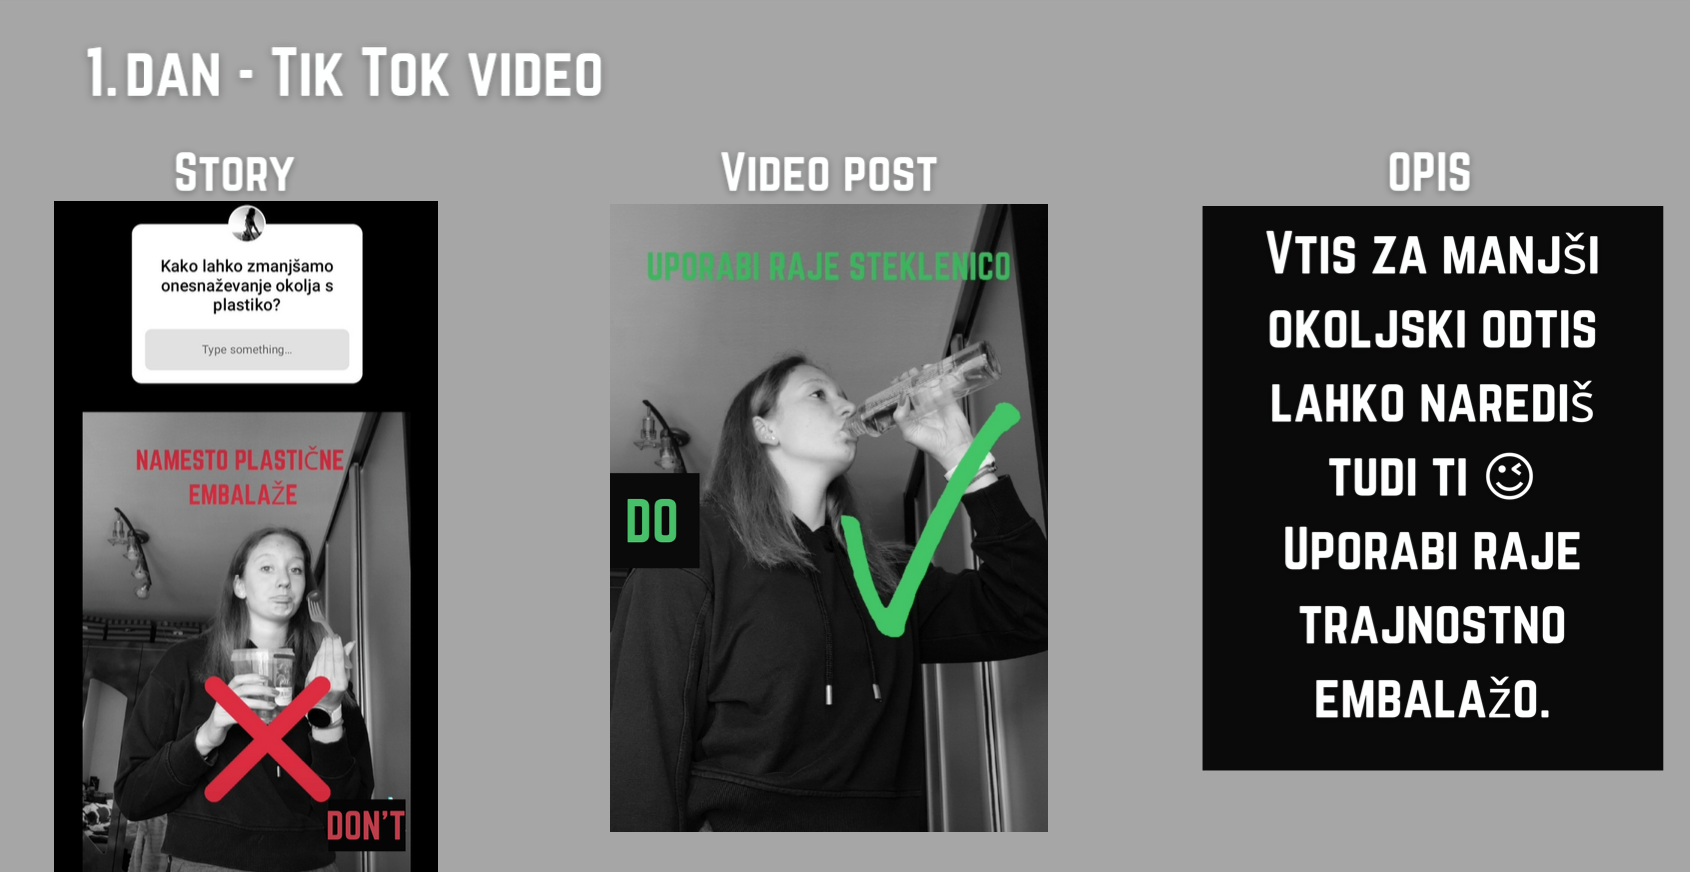 1. DAN - TIK TOK VIDEO
STORY
Kako lahko zmanjšamo
onesnaževanje okolja s
plastiko?
Type something...
NAMESTO PLASTIČNE
EMBALAŽE
DON'T
VIDEO POST
UPORABI RAJE STEKLENICO
DO
OPIS
VTIS ZA MANJŠI
OKOLJSKI ODTIS
LAHKO NAREDIŠ
TUDI TI 😉
UPORABI RAJE
TRAJNOSTNO
EMBALAŽO.